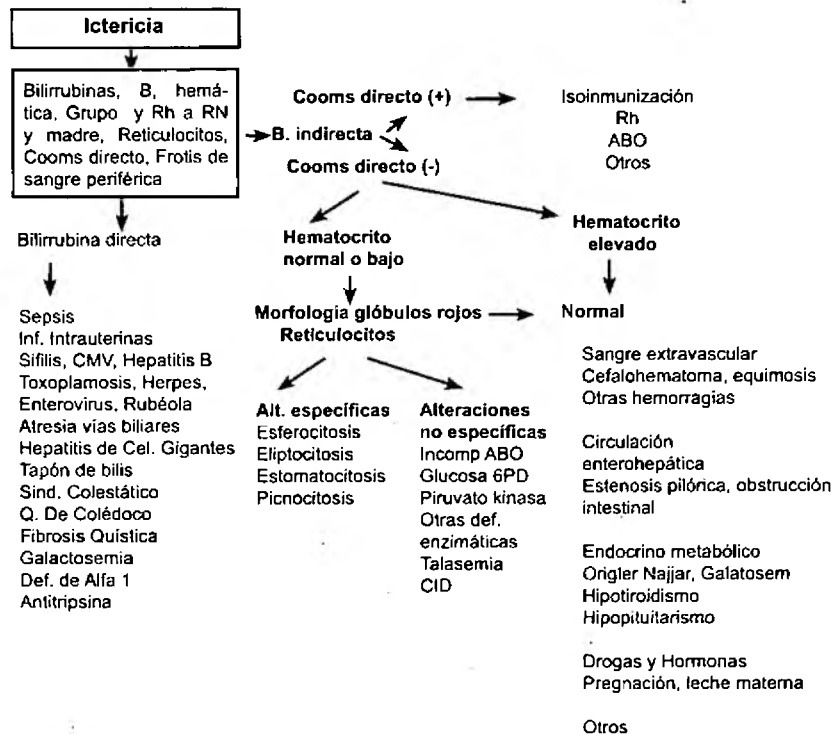 Ictericia
Bilirrubinas, B, hemá-
tica, Grupo y Rh a RN
y madre, Reticulocitos,
Cooms directo, Frotis de
sangre periférica
Bilirrubina directa
Sepsis
Inf. Intrauterinas
Sifilis, CMV, Hepatitis B
Toxoplamosis, Herpes,
Enterovirus, Rubéola
Atresia vías biliares
Hepatitis de Cel. Gigantes
Tapón de bilis
Sind. Colestático
Q. De Colédoco
Fibrosis Quística
Galactosemia
Def. de Alfa 1
Antitripsina
B. indirecta
Cooms directo (+)
Isoinmunización
Rh
ABO
Otros
Cooms directo (-)
Hematocrito
normal o bajo
Hematocrito
elevado
Morfología glóbulos rojos
Reticulocitos
Normal
Alt. específicas
Esferocitosis
Eliptocitosis
Estomatocitosis
Picnocitosis
Alteraciones
no específicas
Incomp ABO
Glucosa 6PD
Piruvato kinasa
Otras def.
enzimáticas
Talasemia
CID
Sangre extravascular
Cefalohematoma, equimosis
Otras hemorragias
Circulación
enterohepática
Estenosis pilórica, obstrucción
intestinal
Endocrino metabólico
Origler Najjar, Galatosem
Hipotiroidismo
Hipopituitarismo
Drogas y Hormonas
Pregnación, leche materna
Otros